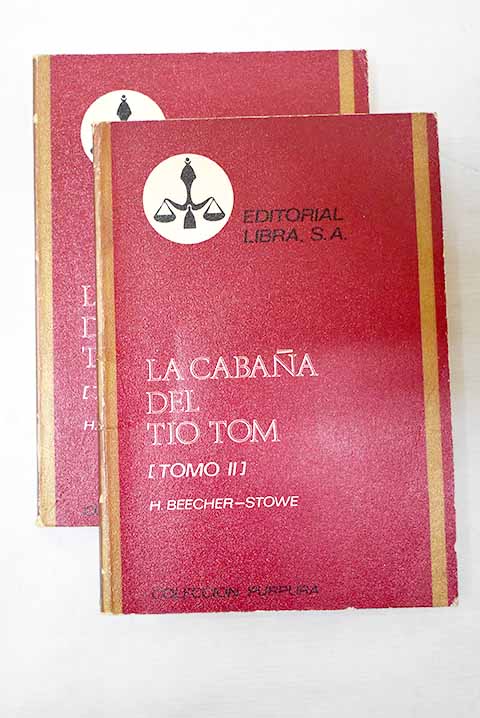 EDITORIAL
LIBRA, S.A.
LA CABAÑA
DEL
TIO TOM
[TOMO II]
H. BEECHER-STOWE
COLECCION PURPURA
L
D
T
[
H.